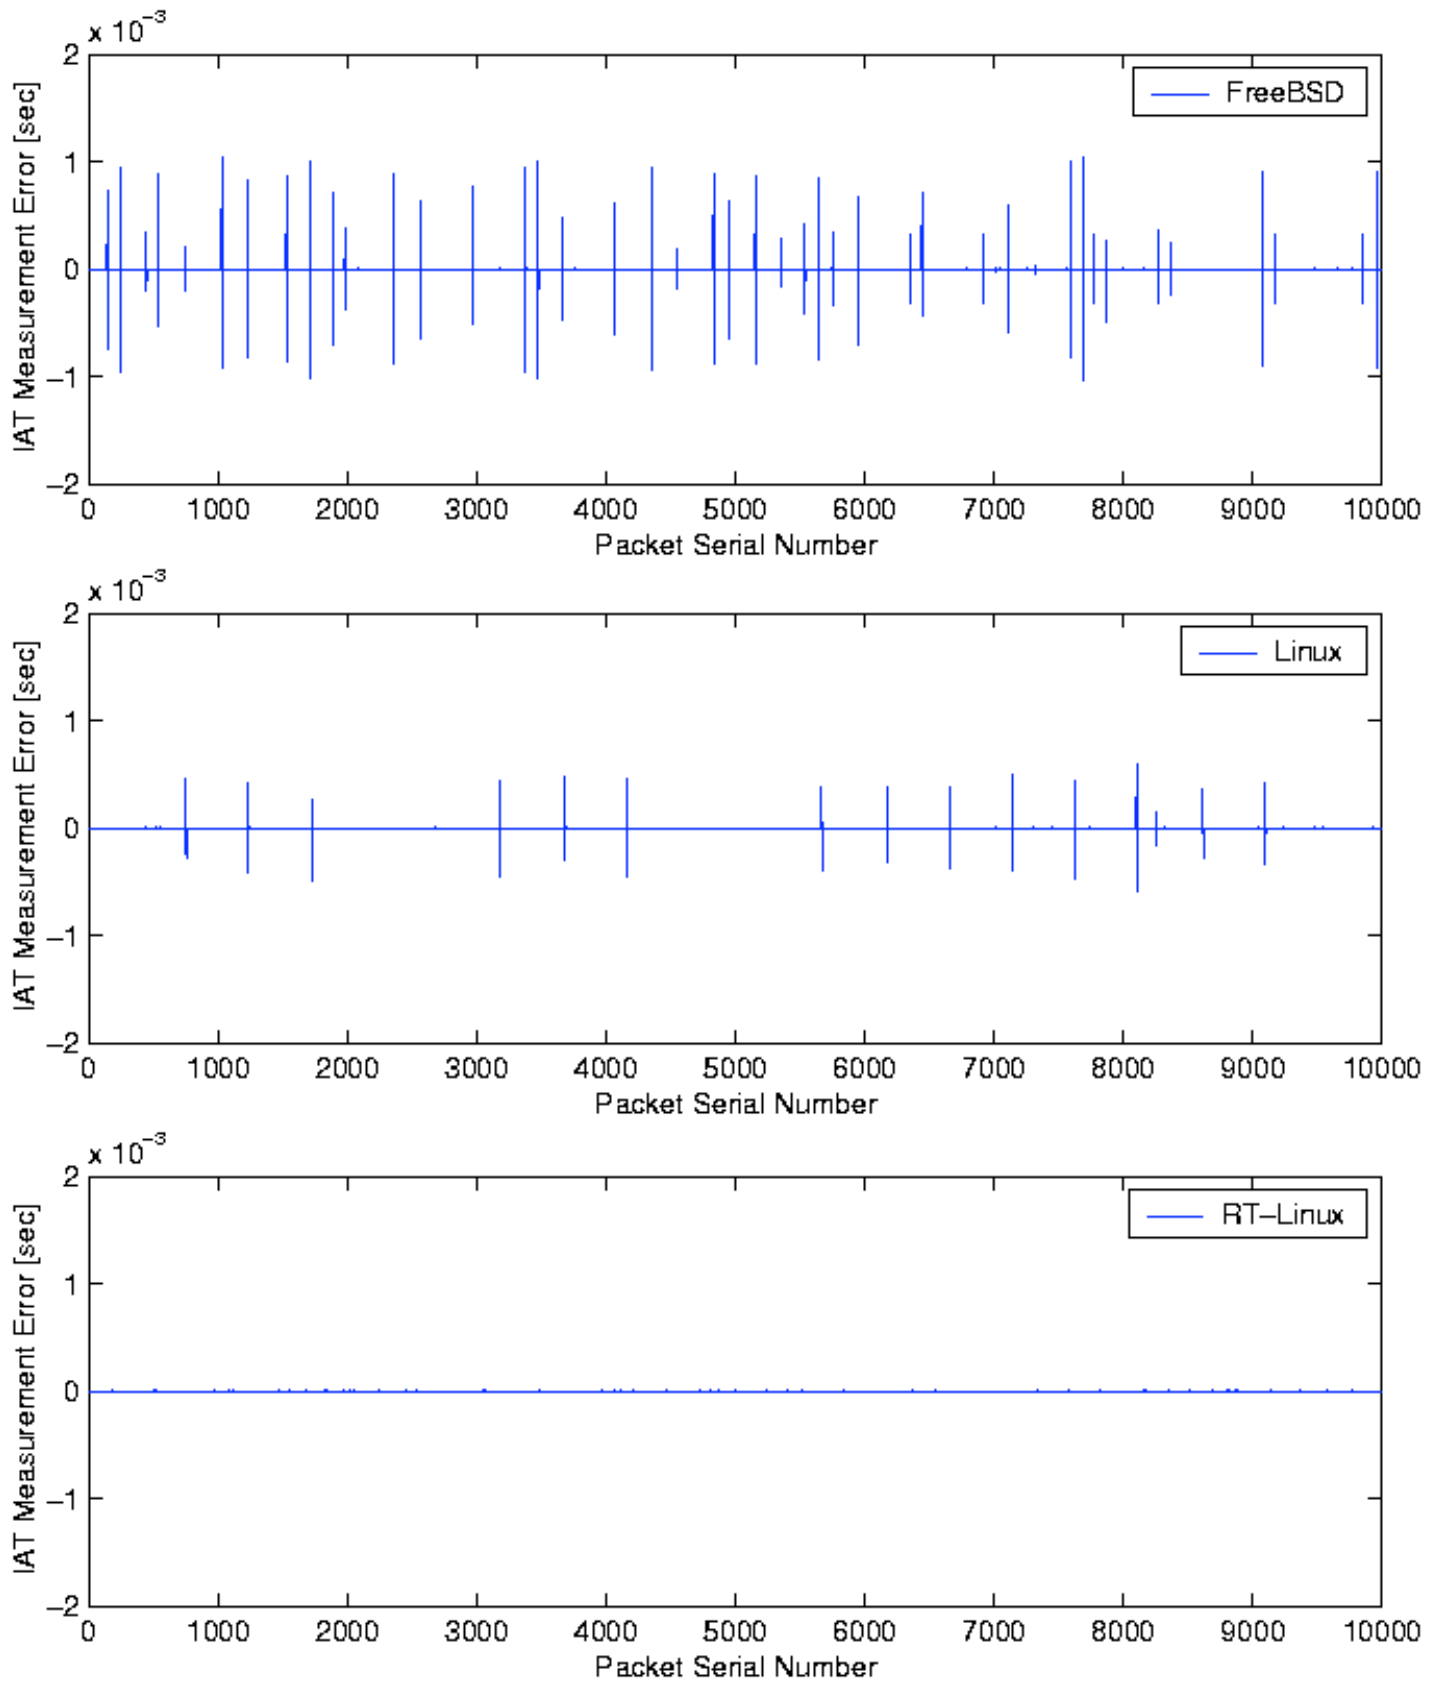 x 10⁻³
2
1
0
−1
−2
IAT Measurement Error [sec]
FreeBSD
0 1000 2000 3000 4000 5000 6000 7000 8000 9000 10000
Packet Serial Number
x 10⁻³
2
1
0
−1
−2
IAT Measurement Error [sec]
Linux
0 1000 2000 3000 4000 5000 6000 7000 8000 9000 10000
Packet Serial Number
x 10⁻³
2
1
0
−1
−2
IAT Measurement Error [sec]
RT−Linux
0 1000 2000 3000 4000 5000 6000 7000 8000 9000 10000
Packet Serial Number